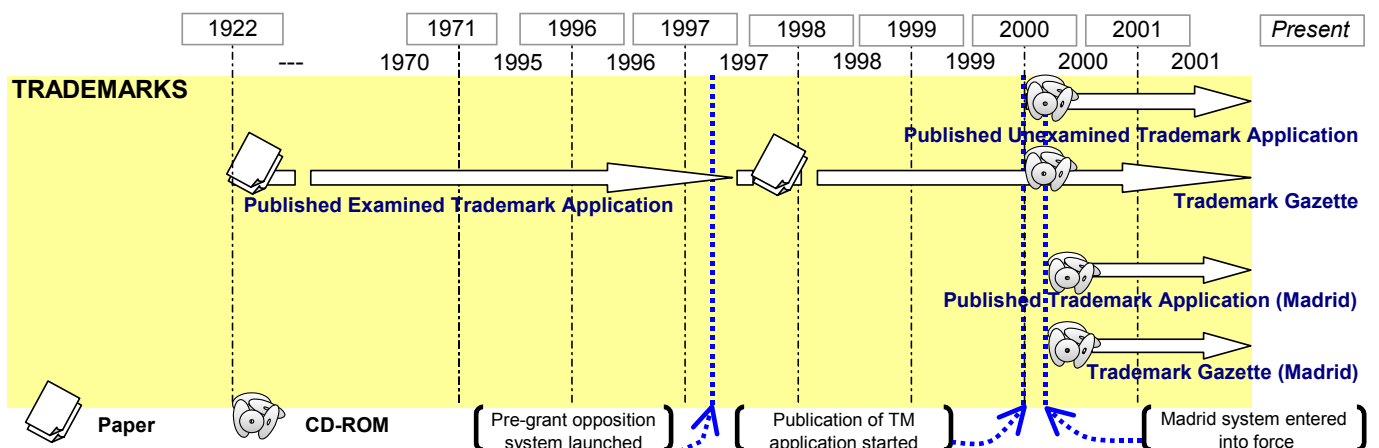 1922 1971 1996 1997 1998 1999 2000 2001 Present
--- 1970 1995 1996 1997 1998 1999 2000 2001
TRADEMARKS
Published Unexamined Trademark Application
Published Examined Trademark Application
Trademark Gazette
Published Trademark Application (Madrid)
Trademark Gazette (Madrid)
Paper
CD-ROM
Pre-grant opposition
system launched
Publication of TM
application started
Madrid system entered
into force